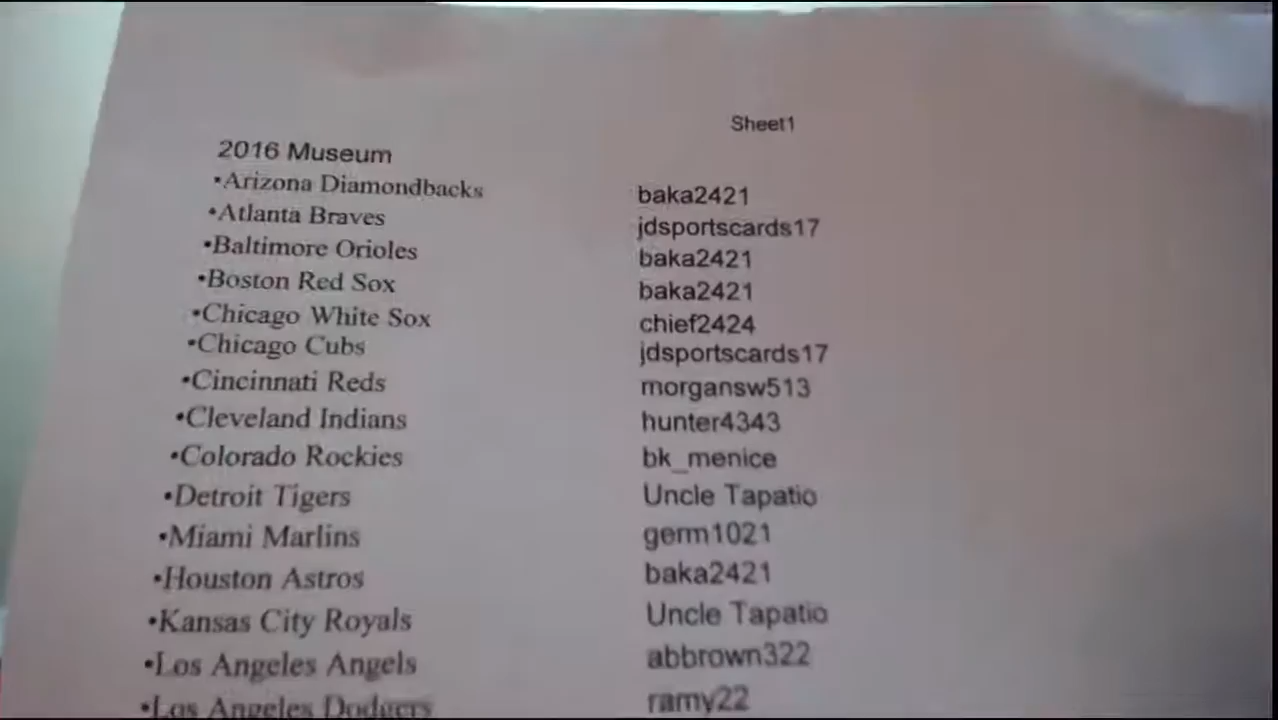 Sheet1
2016 Museum
•Arizona Diamondbacks baka2421
•Atlanta Braves jdsportscards17
•Baltimore Orioles baka2421
•Boston Red Sox baka2421
•Chicago White Sox chief2424
•Chicago Cubs jdsportscards17
•Cincinnati Reds morgansw513
•Cleveland Indians hunter4343
•Colorado Rockies bk_menice
•Detroit Tigers Uncle Tapatio
•Miami Marlins germ1021
•Houston Astros baka2421
•Kansas City Royals Uncle Tapatio
•Los Angeles Angels abbrown322
•Los Angeles Dodgers ramy22